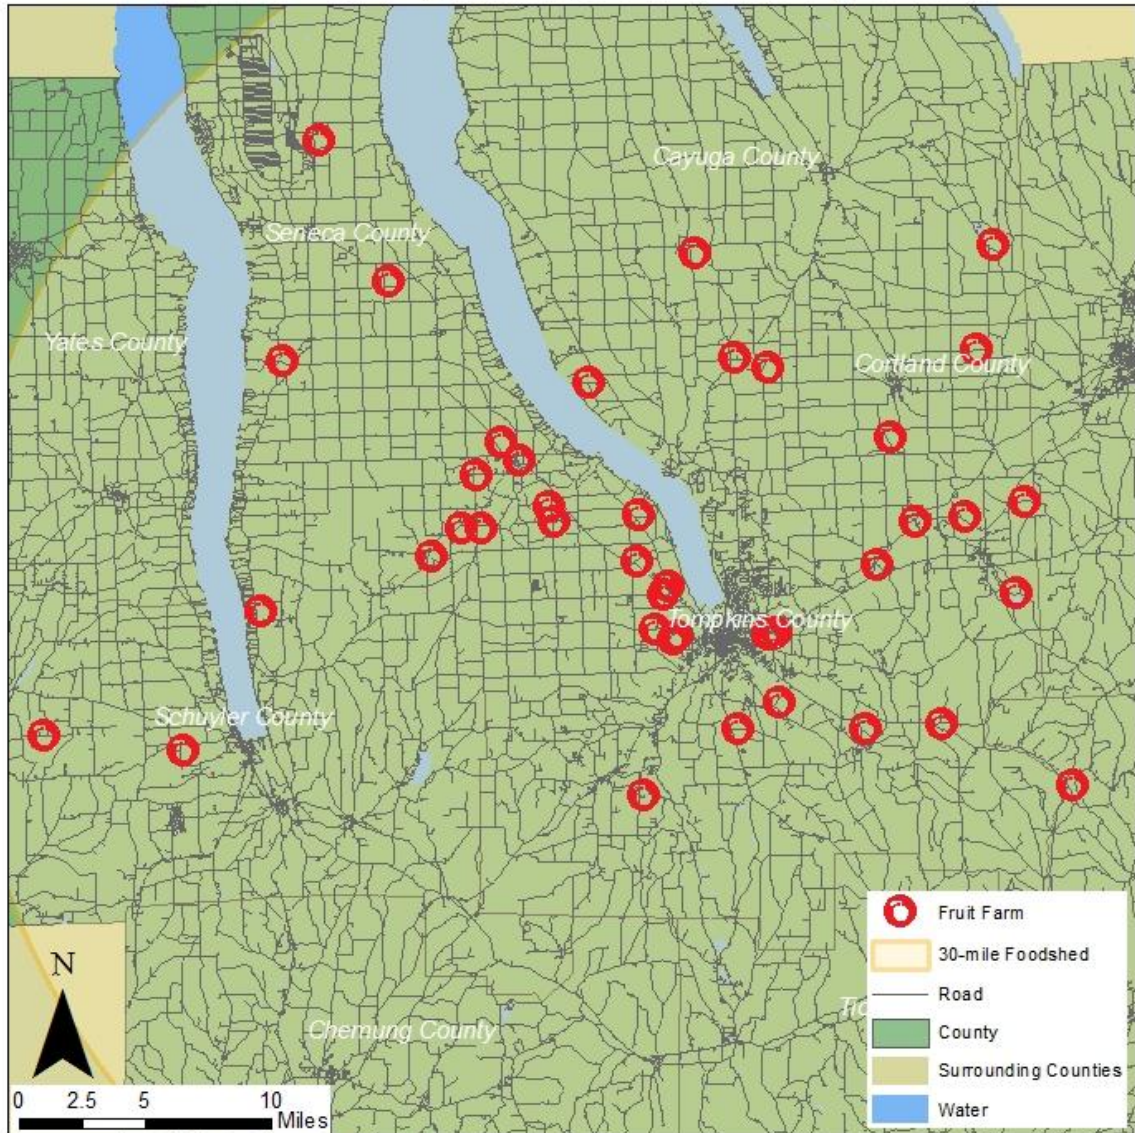 Cayuga County
Seneca County
Yates County
Cortland County
Tompkins County
Schuyler County
Chemung County
Tio
N
0 2.5 5 10
Miles
Fruit Farm
30-mile Foodshed
Road
County
Surrounding Counties
Water